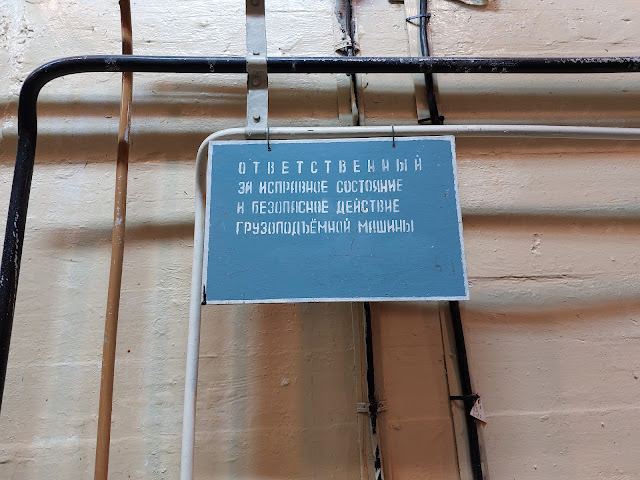 ОТВЕТСТВЕННЫЙ
ЗА ИСПРАВНОЕ СОСТОЯНИЕ
И БЕЗОПАСНОЕ ДЕЙСТВИЕ
ГРУЗОПОДЪЁМНОЙ МАШИНЫ